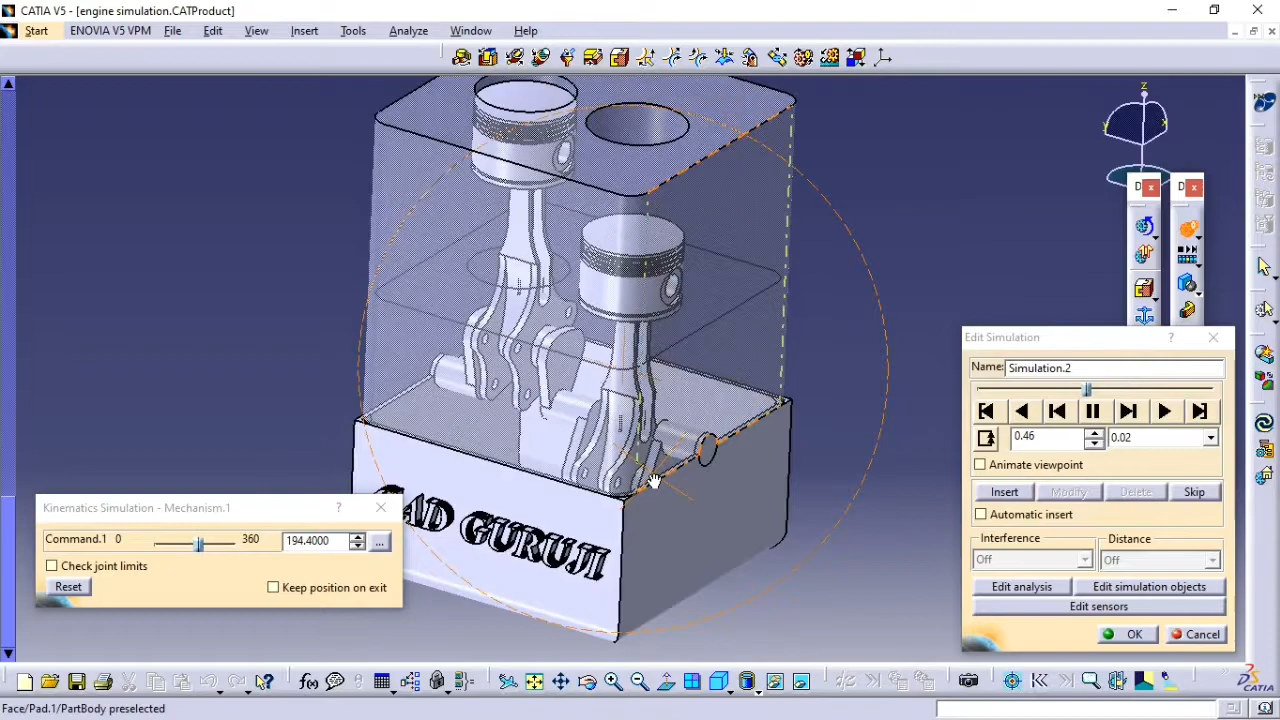 CATIA V5 - [engine simulation.CATProduct]
Start ENOVIA V5 VPM File Edit View Insert Tools Analyze Window Help
z
y x
D x D x
Edit Simulation ?
Name: Simulation.2
0.46 0.02
Animate viewpoint
Insert Modify Delete Skip
Automatic insert
Interference Distance
Off Off
Edit analysis Edit simulation objects
Edit sensors
OK Cancel
Kinematics Simulation - Mechanism.1 ?
Command.1 0 360 194.4000 ...
Check joint limits
Reset Keep position on exit
CAD GURUJI
f(x)
CATIA
Face/Pad.1/PartBody preselected